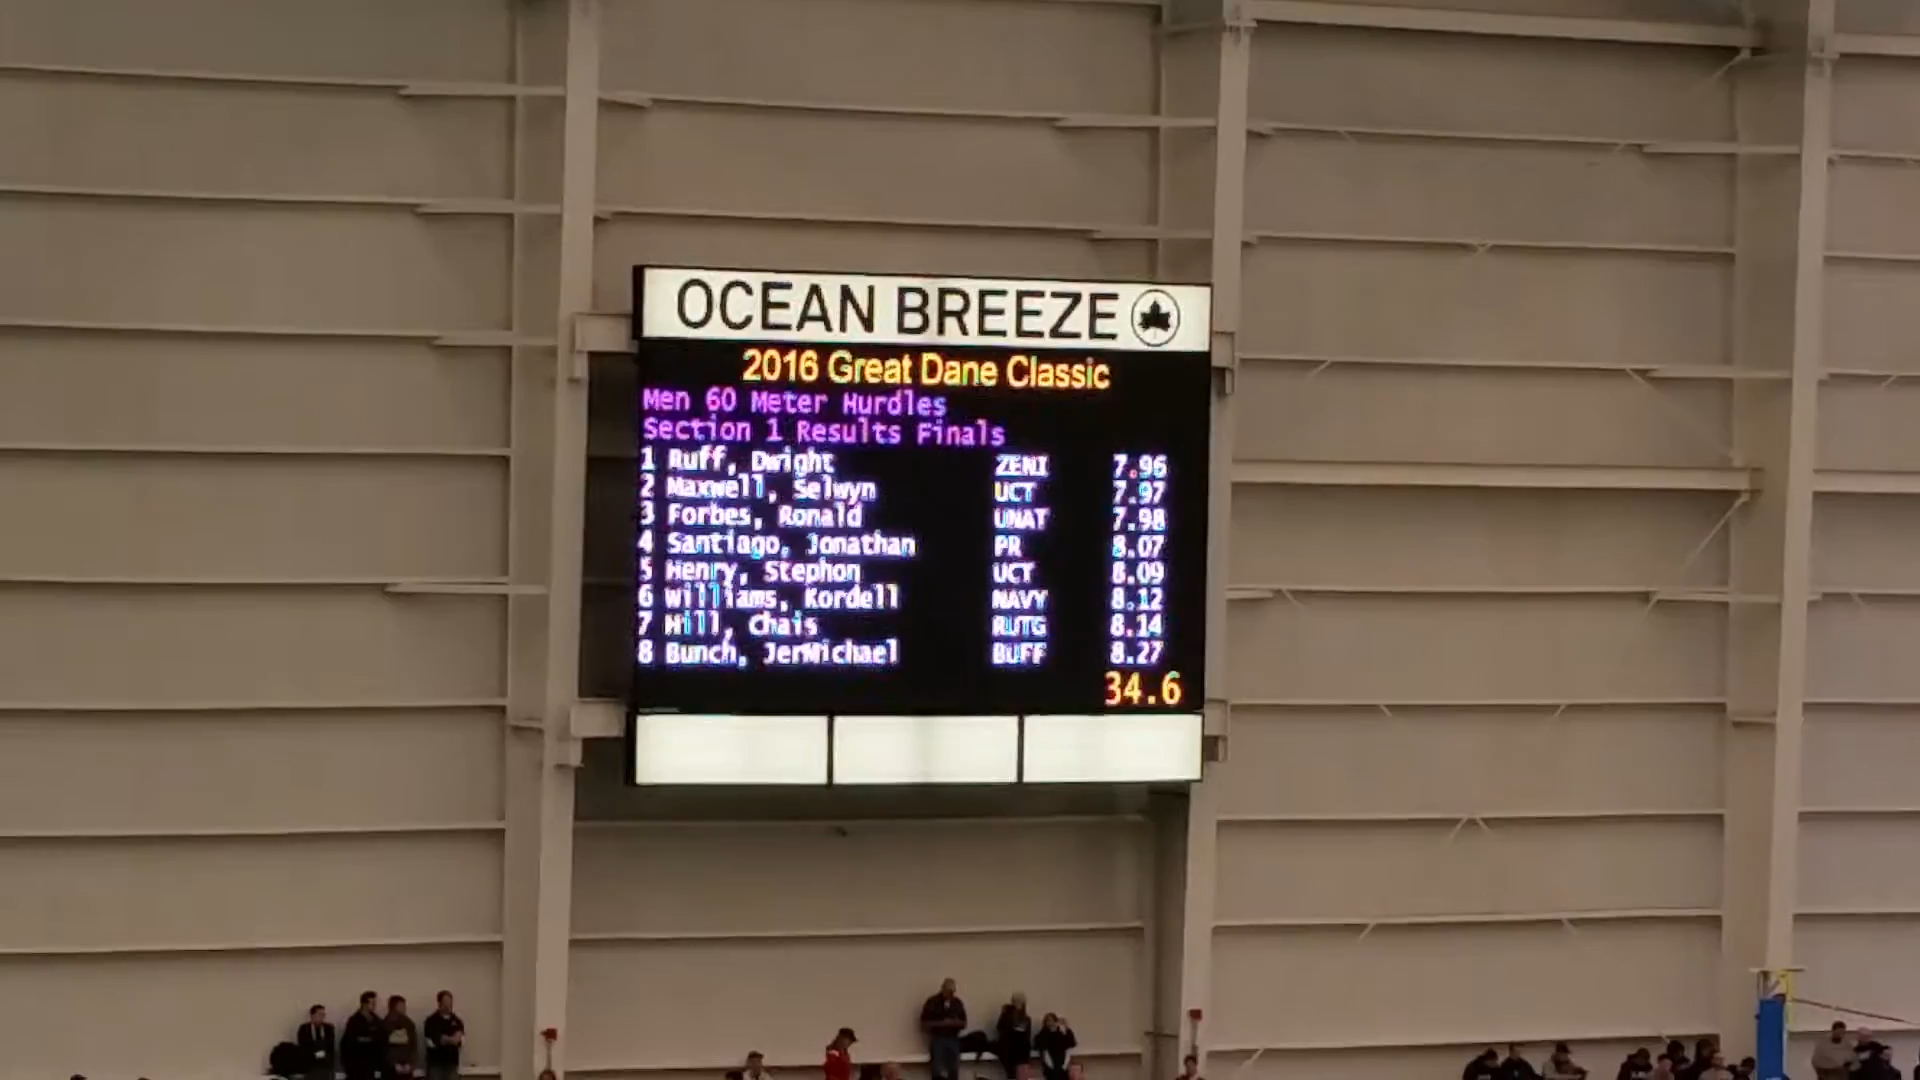 OCEAN BREEZE
2016 Great Dane Classic
Men 60 Meter Hurdles
Section 1 Results Finals
1 Ruff, Dwight ZENI 7.96
2 Maxwell, Selwyn UCT 7.97
3 Forbes, Ronald UNAT 7.98
4 Santiago, Jonathan PR 8.07
5 Henry, Stephon UCT 8.09
6 Williams, Kordell NAVY 8.12
7 Hill, Chais RUTG 8.14
8 Bunch, JerMichael BUFF 8.27
34.6